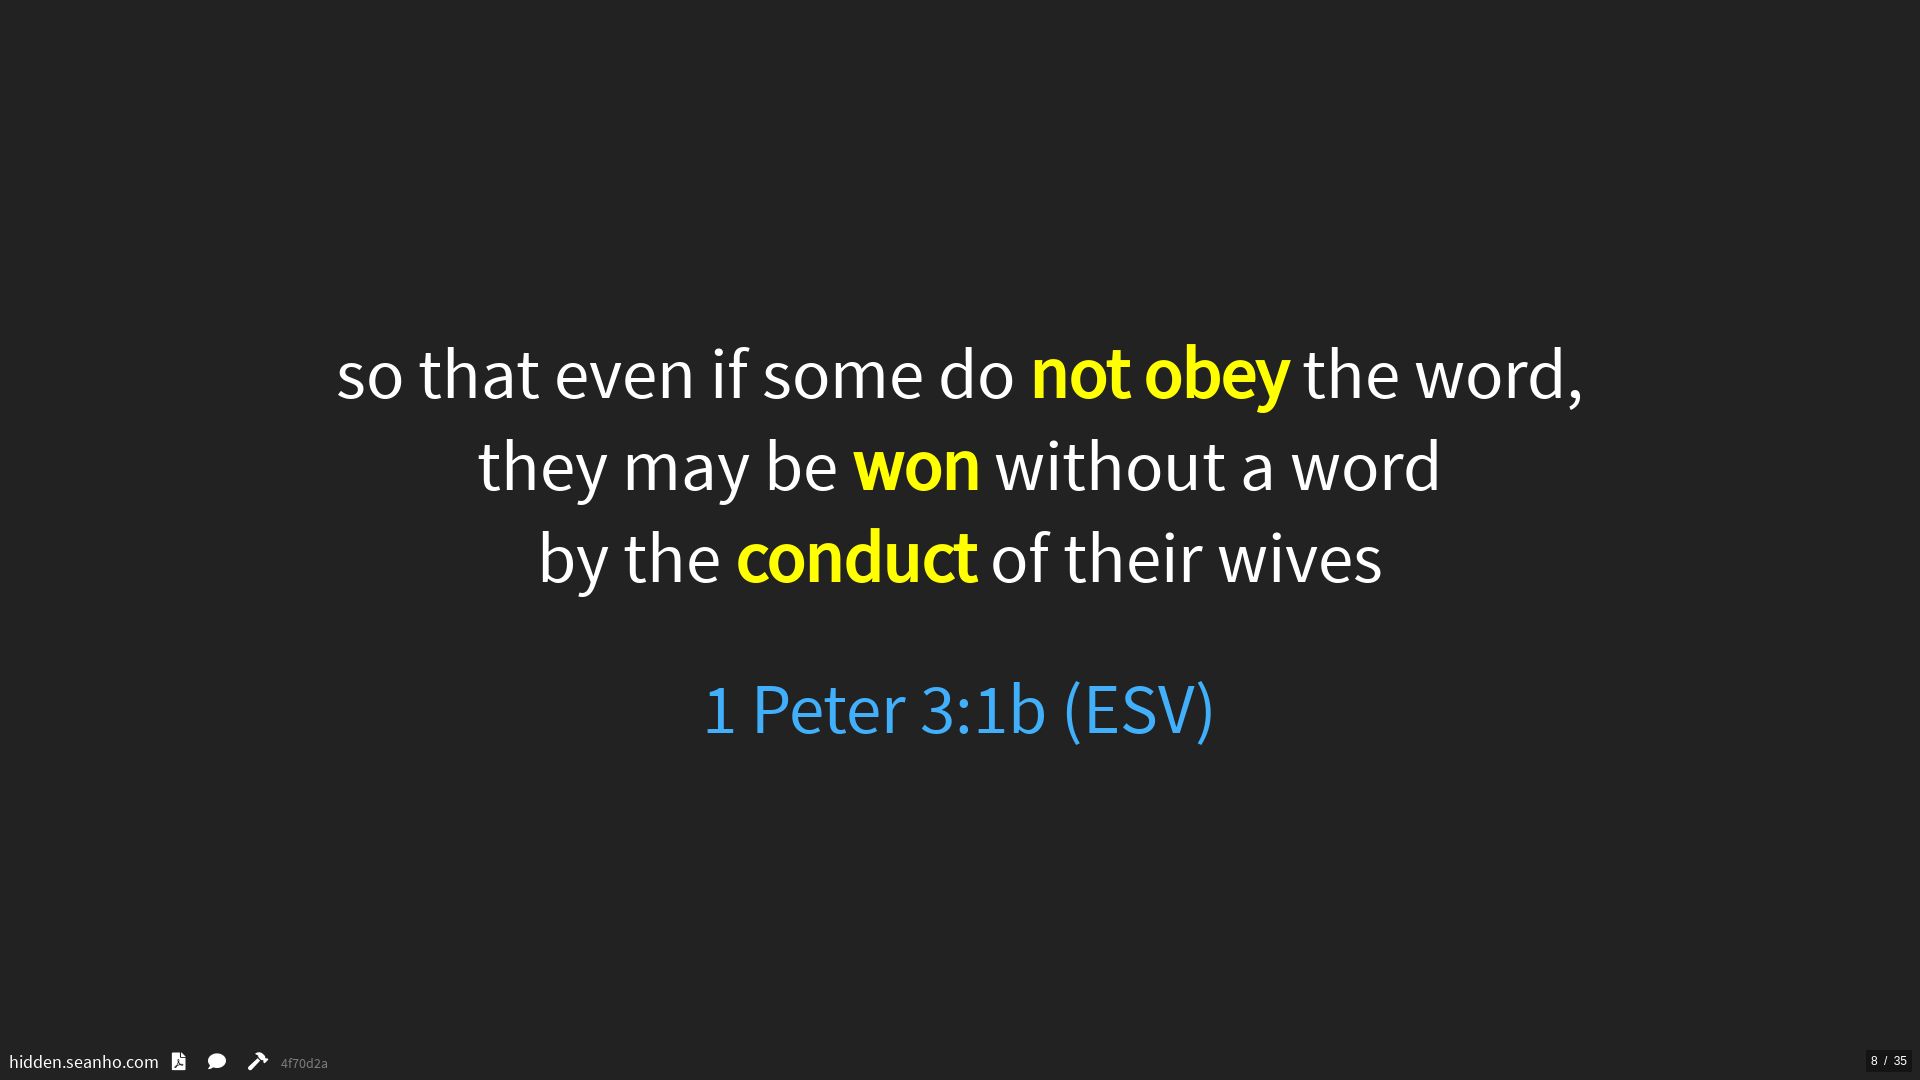 so that even if some do not obey the word,
they may be won without a word
by the conduct of their wives
1 Peter 3:1b (ESV)
hidden.seanho.com 4f70d2a
8 / 35